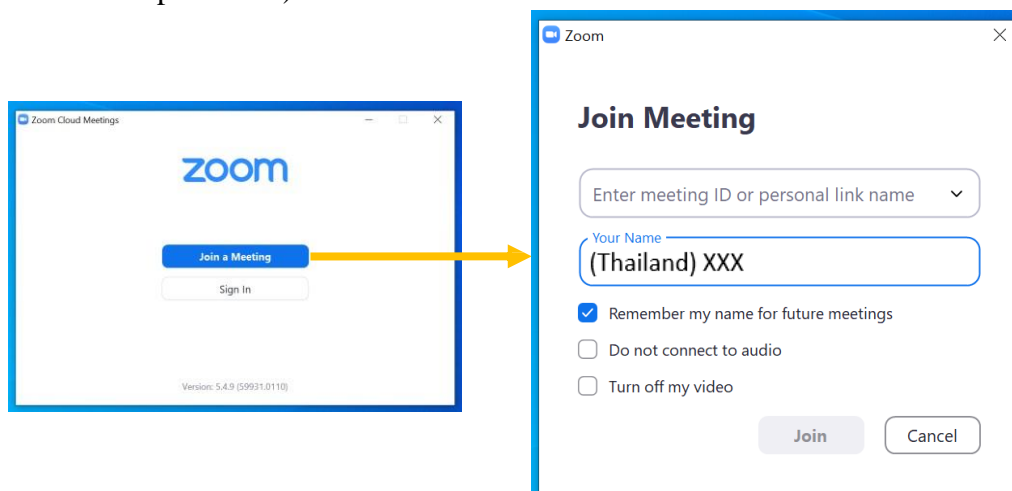 Zoom Cloud Meetings
zoom
Join a Meeting
Sign In
Version: 5.4.9 (59931.0110)
Zoom
Join Meeting
Enter meeting ID or personal link name
Your Name
(Thailand) XXX
Remember my name for future meetings
Do not connect to audio
Turn off my video
Join
Cancel